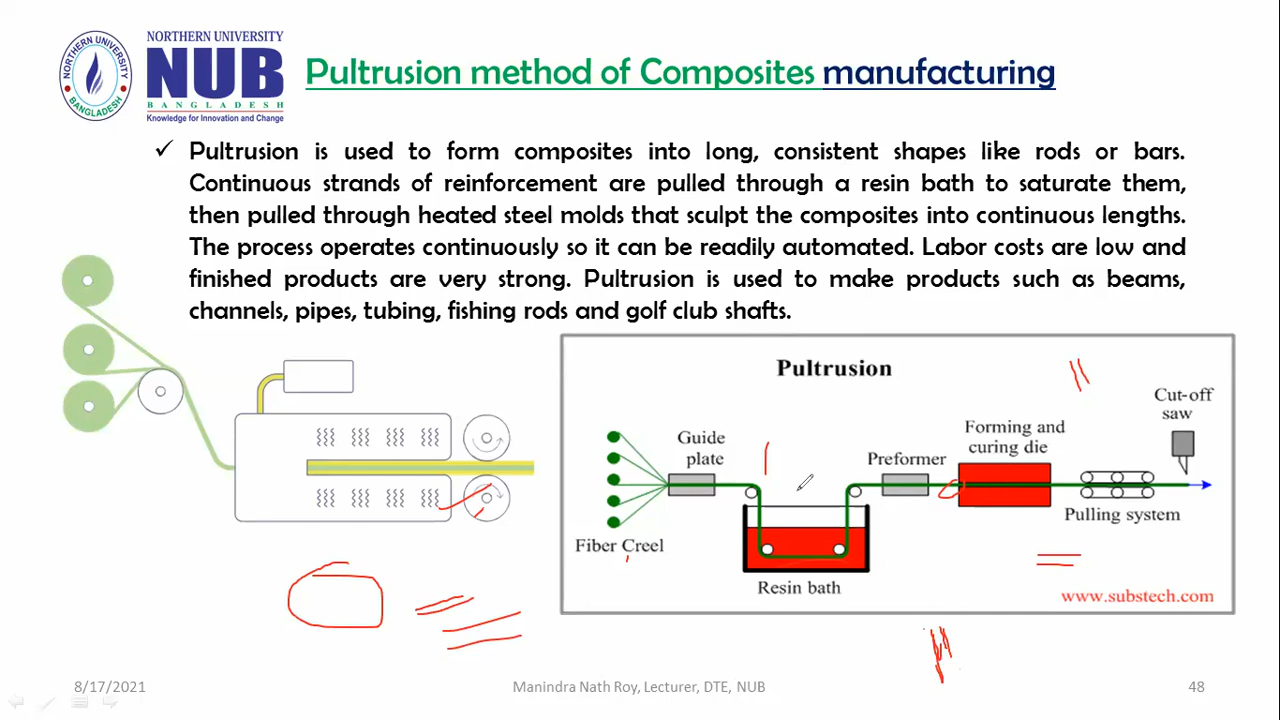 NORTHERN UNIVERSITY
NUB
BANGLADESH
Knowledge for Innovation and Change
NORTHERN UNIVERSITY
BANGLADESH
Pultrusion method of Composites manufacturing
✓ Pultrusion is used to form composites into long, consistent shapes like rods or bars.
Continuous strands of reinforcement are pulled through a resin bath to saturate them,
then pulled through heated steel molds that sculpt the composites into continuous lengths.
The process operates continuously so it can be readily automated. Labor costs are low and
finished products are very strong. Pultrusion is used to make products such as beams,
channels, pipes, tubing, fishing rods and golf club shafts.
Pultrusion
Cut-off
saw
Guide
plate
Preformer
Forming and
curing die
Pulling system
Fiber Creel
Resin bath
www.substech.com
8/17/2021
Manindra Nath Roy, Lecturer, DTE, NUB
48